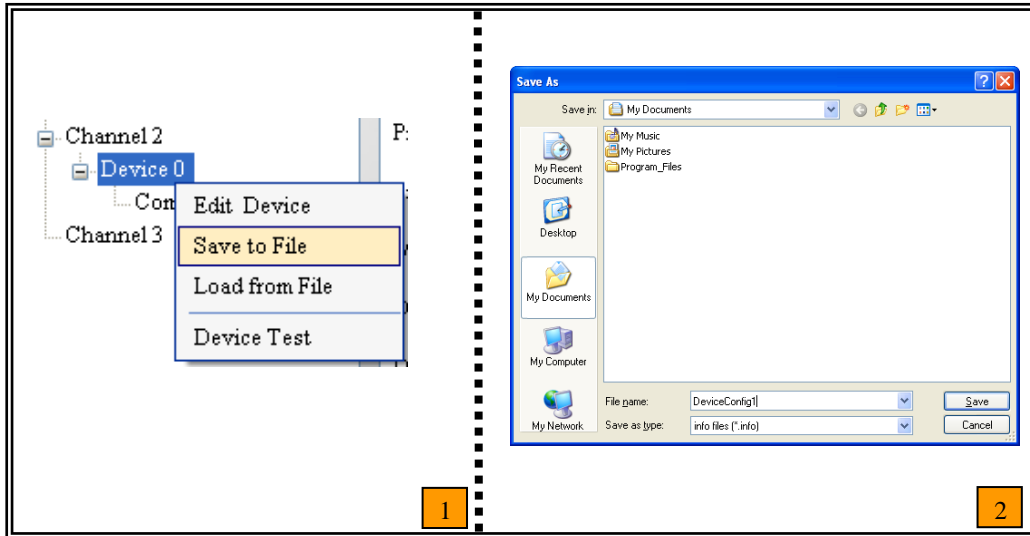 Channel 2
Device 0
Com
Channel 3
Edit Device
Save to File
Load from File
Device Test
1
Save As
Save in:
My Documents
My Recent
Documents
Desktop
My Documents
My Computer
My Network
My Music
My Pictures
Program_Files
File name:
DeviceConfig1
Save
Save as type:
info files (*.info)
Cancel
2